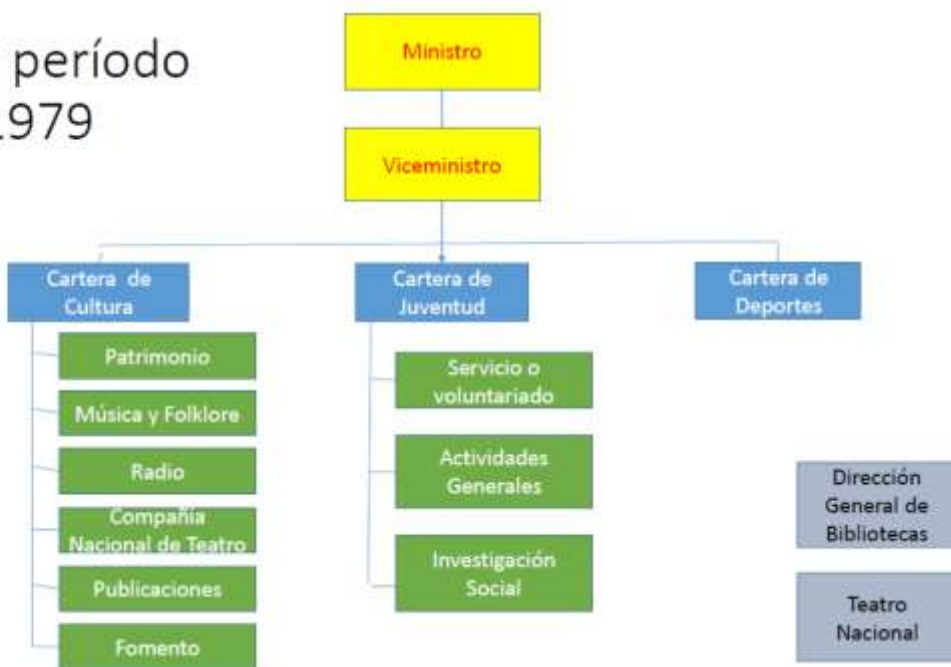 período
1979
Ministro
Viceministro
Cartera de
Cultura
Cartera de
Juventud
Cartera de
Deportes
Patrimonio
Música y Folklore
Radio
Compañía
Nacional de Teatro
Publicaciones
Fomento
Servicio o
voluntariado
Actividades
Generales
Investigación
Social
Dirección
General de
Bibliotecas
Teatro
Nacional